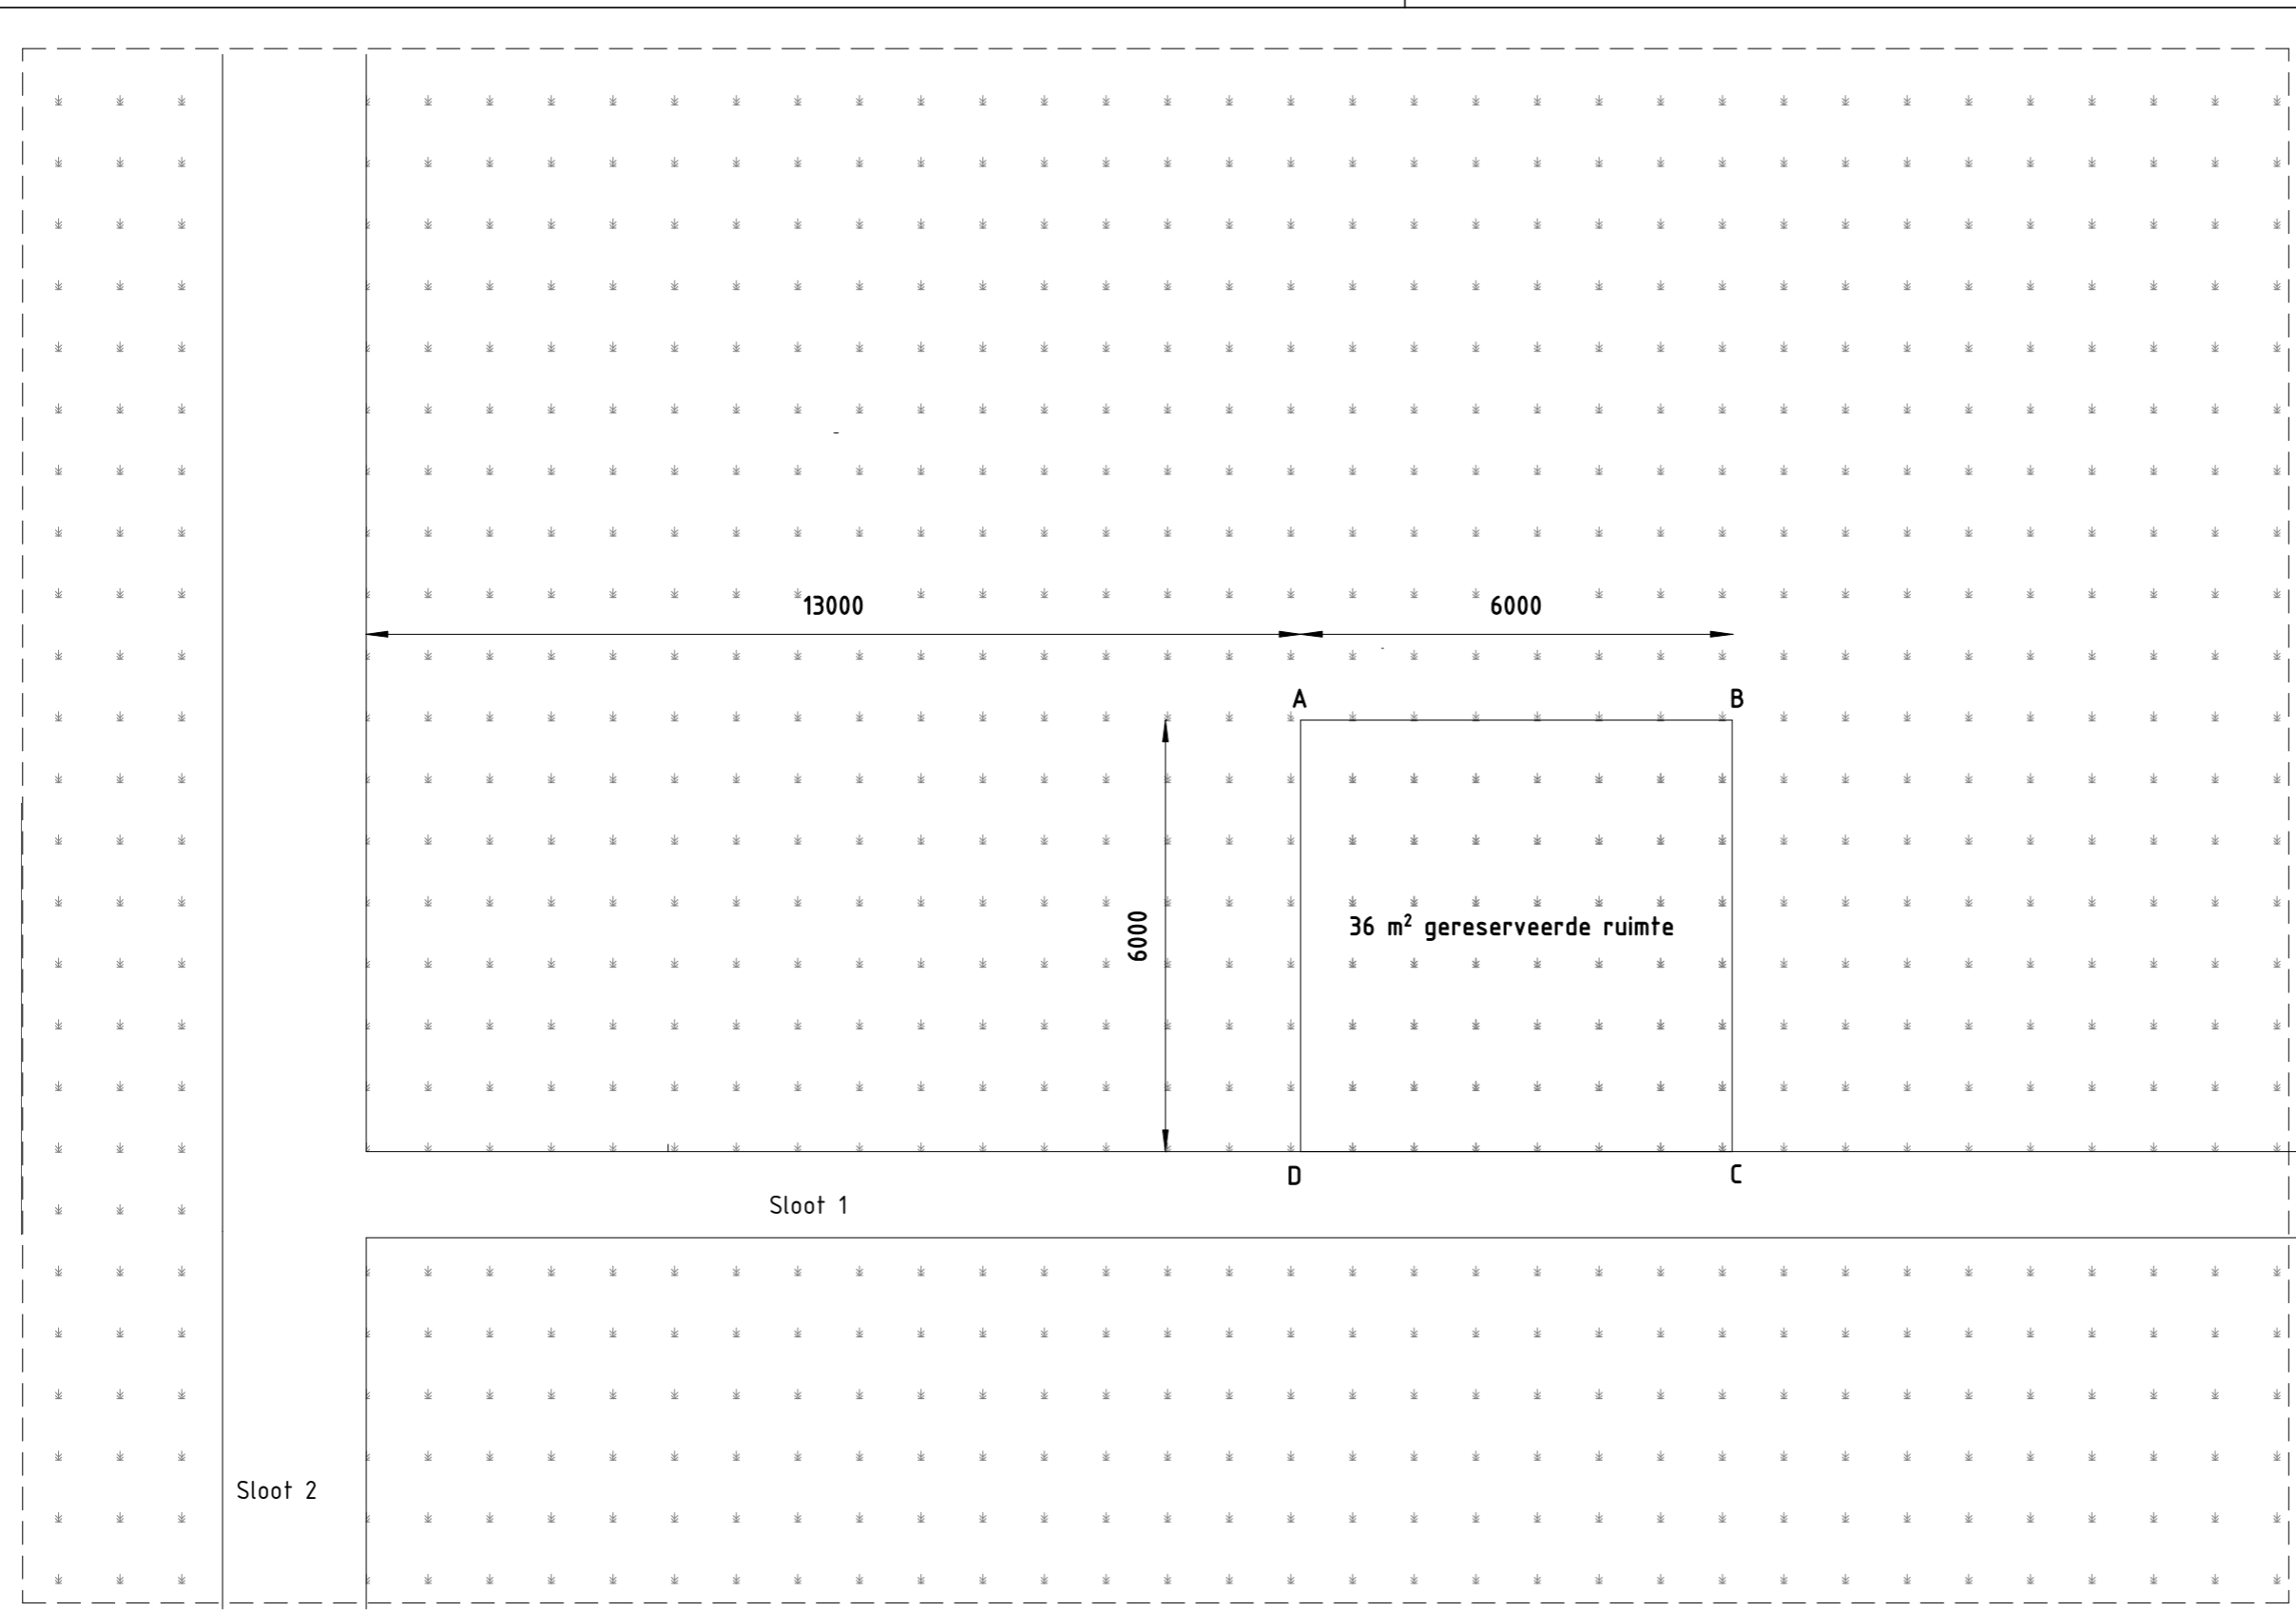 13000
6000
A
B
6000
36 m² gereserveerde ruimte
D
C
Sloot 1
Sloot 2